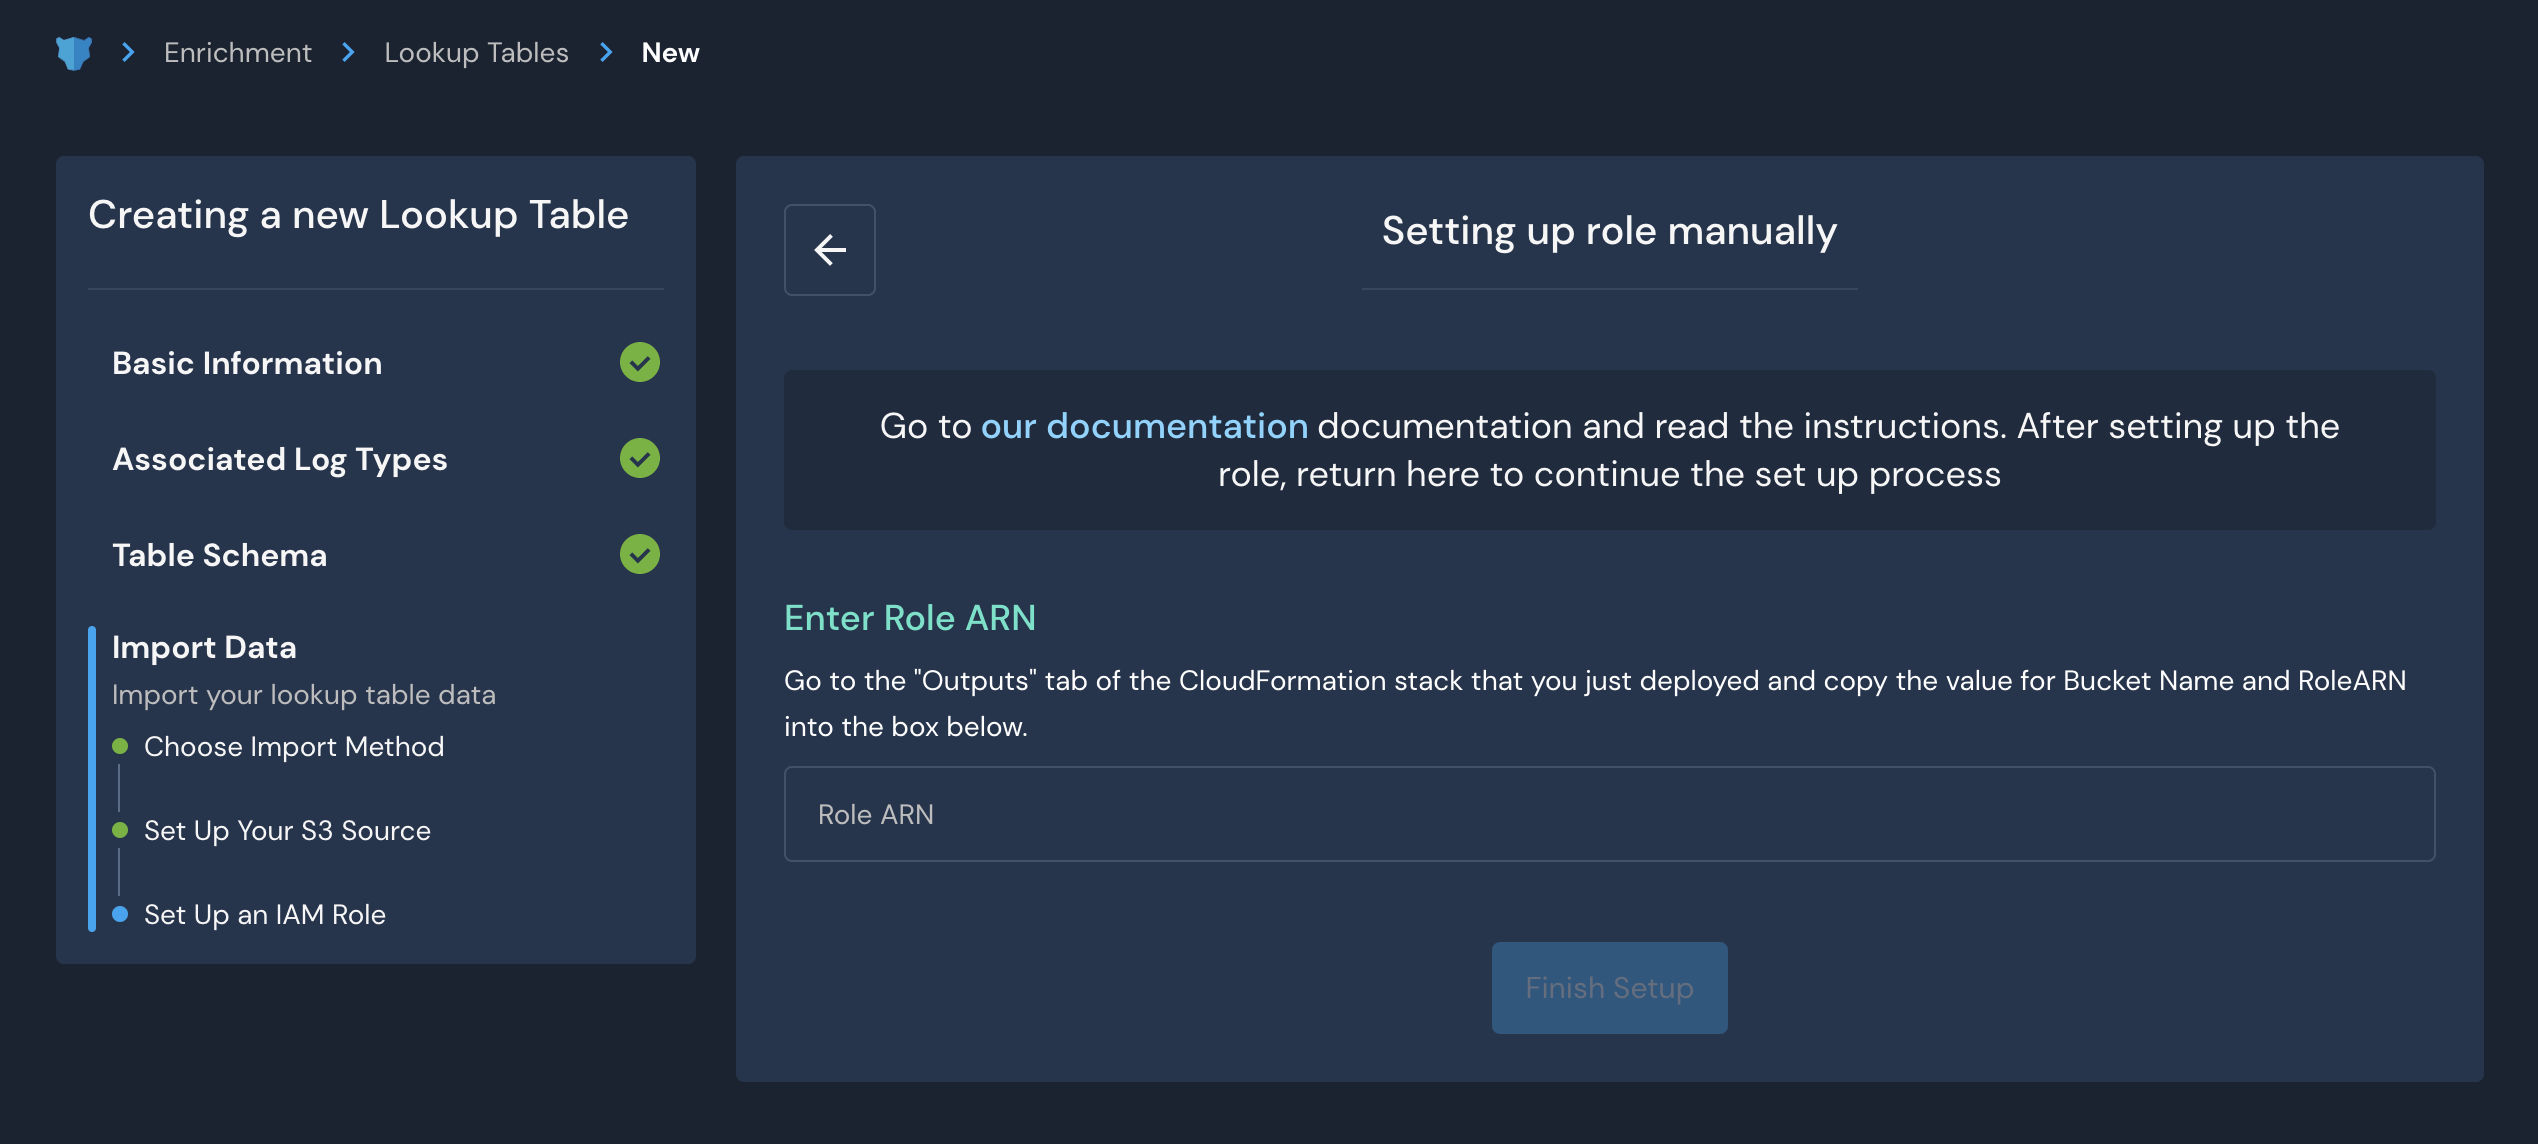 Enrichment
Lookup Tables
New
Creating a new Lookup Table
Basic Information
Associated Log Types
Table Schema
Import Data
Import your lookup table data
Choose Import Method
Set Up Your S3 Source
Set Up an IAM Role
Setting up role manually
Go to our documentation documentation and read the instructions. After setting up the
role, return here to continue the set up process
Enter Role ARN
Go to the "Outputs" tab of the CloudFormation stack that you just deployed and copy the value for Bucket Name and RoleARN
into the box below.
Role ARN
Finish Setup